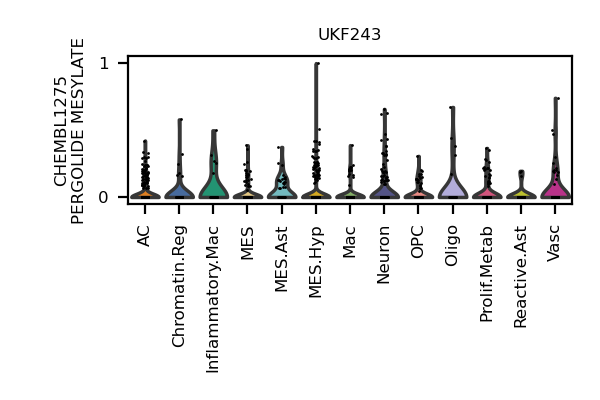 UKF243
CHEMBL1275
PERGOLIDE MESYLATE
1
0
AC
Chromatin.Reg
Inflammatory.Mac
MES
MES.Ast
MES.Hyp
Mac
Neuron
OPC
Oligo
Prolif.Metab
Reactive.Ast
Vasc